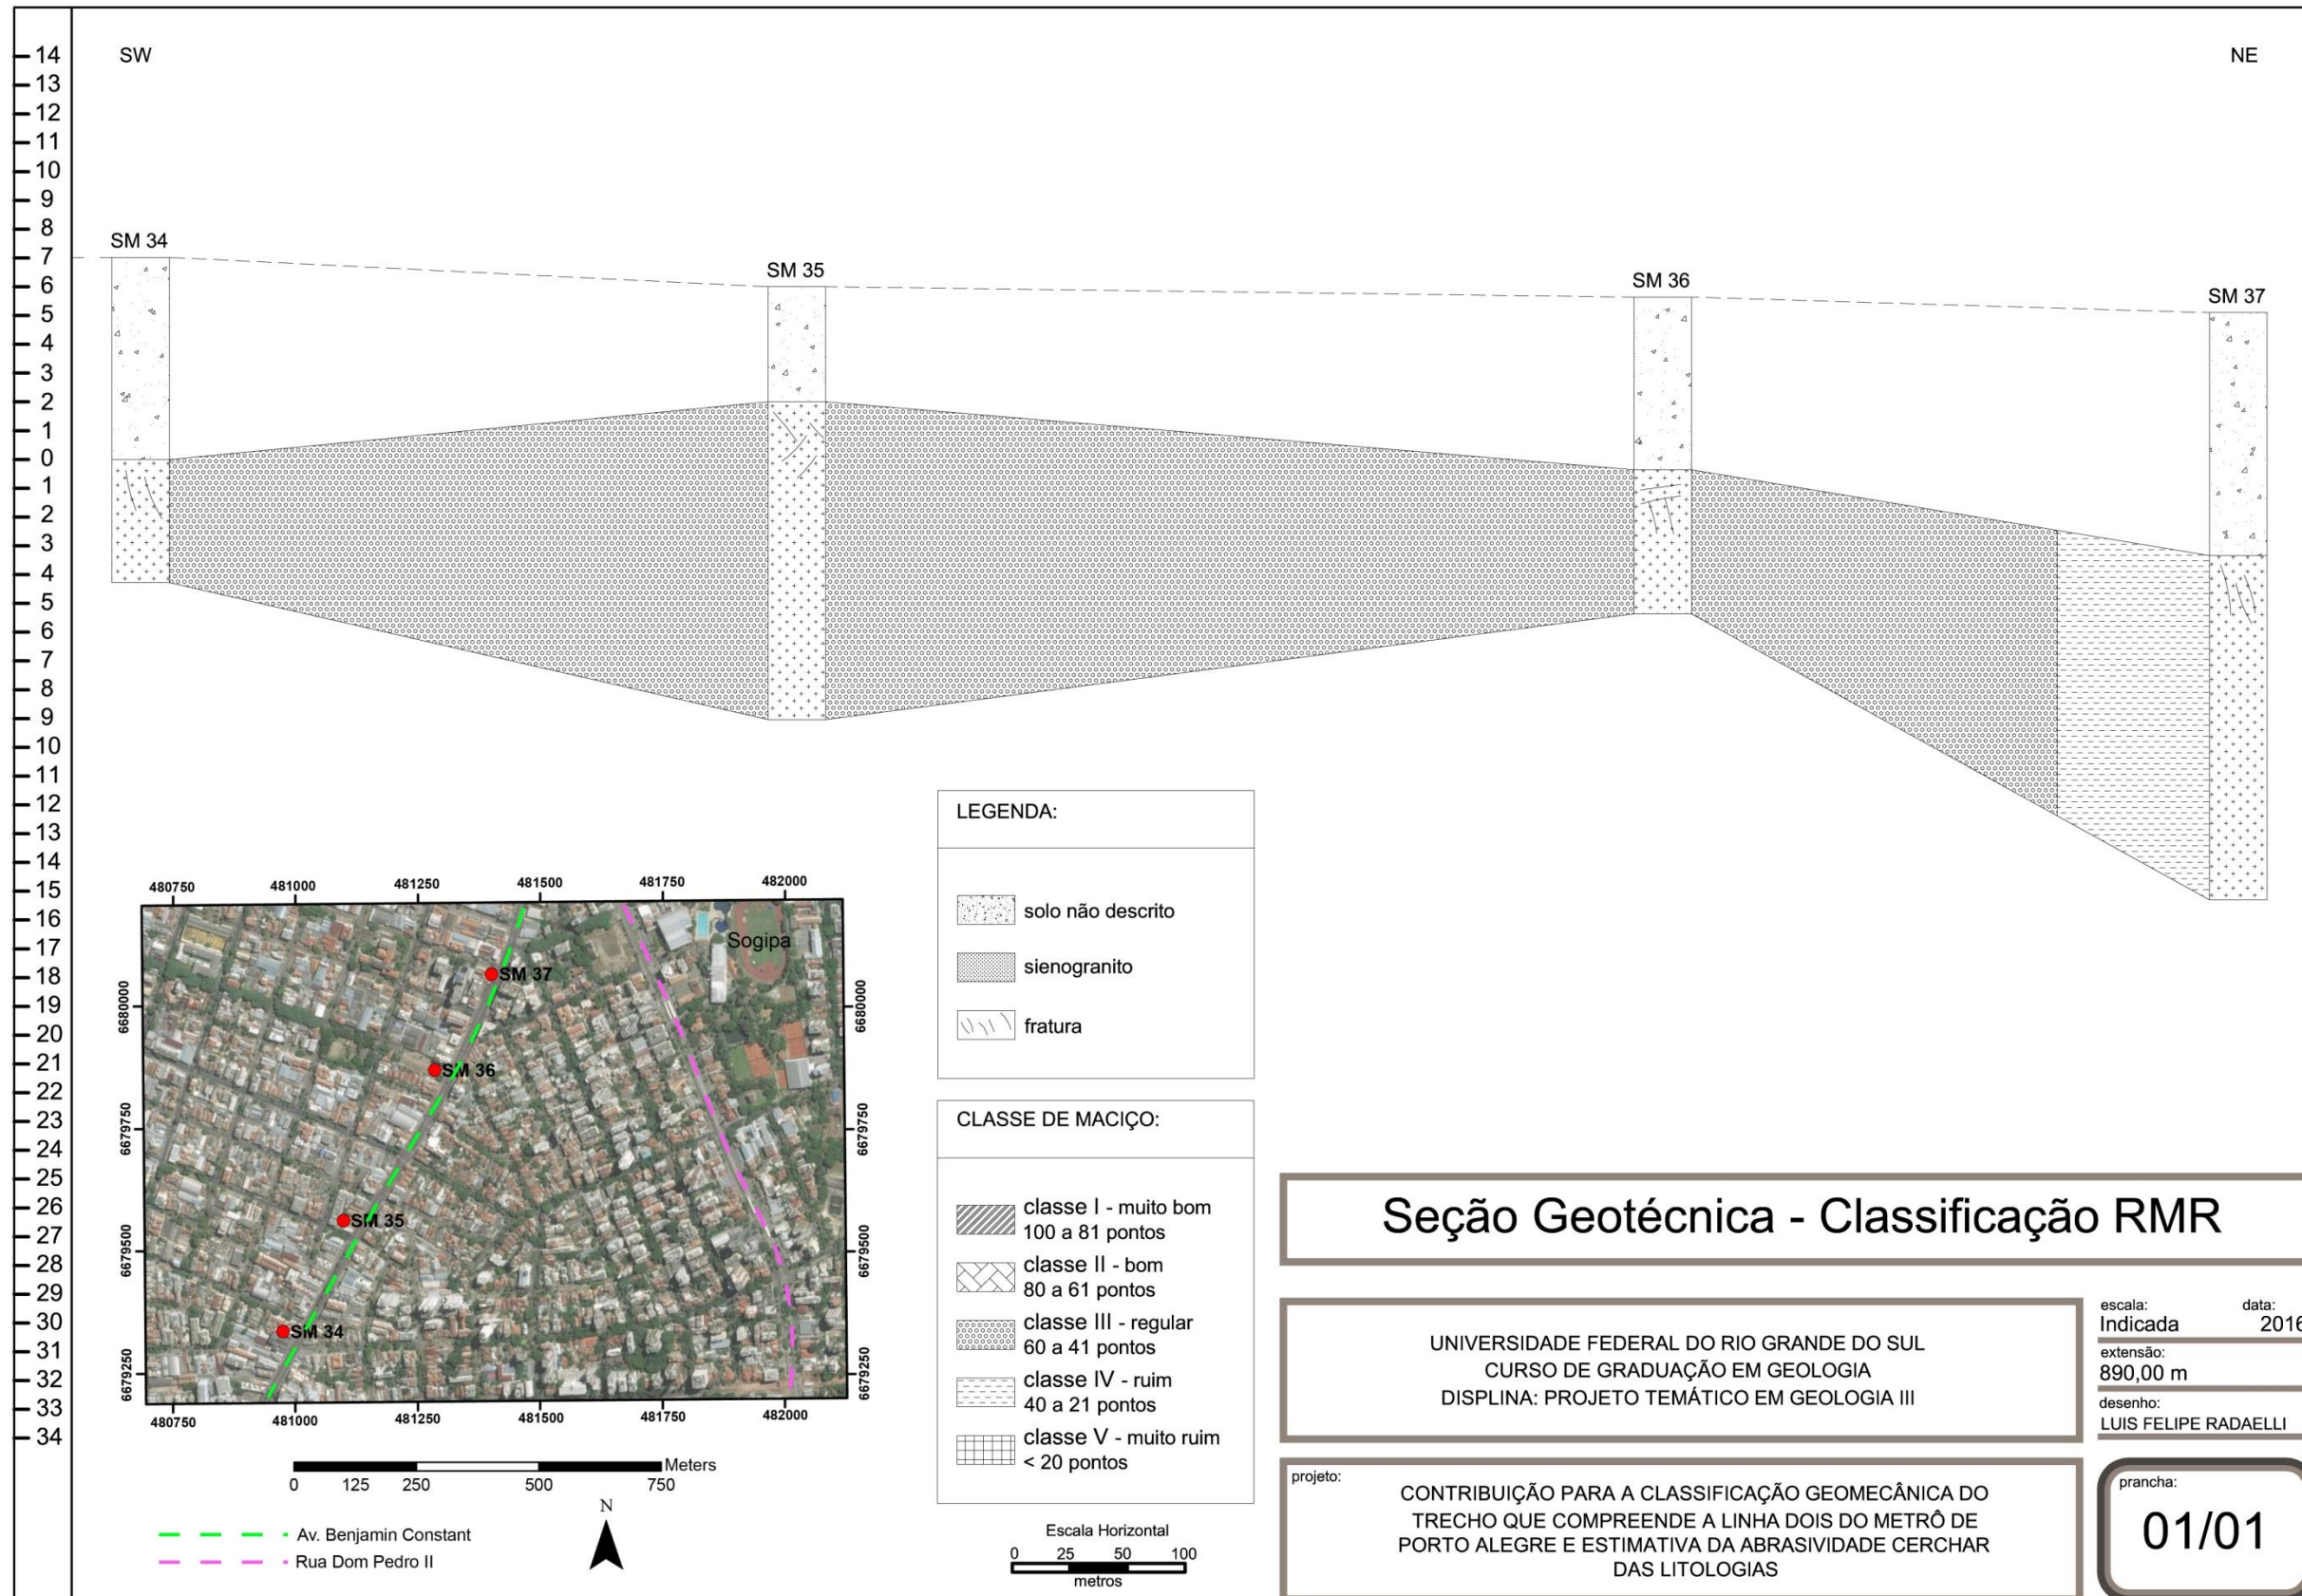 14
13
12
11
10
9
8
7
6
5
4
3
2
1
0
1
2
3
4
5
6
7
8
9
10
11
12
13
14
15
16
17
18
19
20
21
22
23
24
25
26
27
28
29
30
31
32
33
34
SW
NE
SM 34
SM 35
SM 36
SM 37
480750 481000 481250 481500 481750 482000
Sogipa
SM 37
SM 36
SM 35
SM 34
6680000
6679750
6679500
6679250
6680000
6679750
6679500
6679250
480750 481000 481250 481500 481750 482000
Meters
0 125 250 500 750
N
Av. Benjamin Constant
Rua Dom Pedro II
LEGENDA:
solo não descrito
sienogranito
fratura
CLASSE DE MACIÇO:
classe I - muito bom
100 a 81 pontos
classe II - bom
80 a 61 pontos
classe III - regular
60 a 41 pontos
classe IV - ruim
40 a 21 pontos
classe V - muito ruim
< 20 pontos
Escala Horizontal
0 25 50 100
metros
Seção Geotécnica - Classificação RMR
UNIVERSIDADE FEDERAL DO RIO GRANDE DO SUL
CURSO DE GRADUAÇÃO EM GEOLOGIA
DISPLINA: PROJETO TEMÁTICO EM GEOLOGIA III
escala:
Indicada
data:
2016
extensão:
890,00 m
desenho:
LUIS FELIPE RADAELLI
projeto:
CONTRIBUIÇÃO PARA A CLASSIFICAÇÃO GEOMECÂNICA DO
TRECHO QUE COMPREENDE A LINHA DOIS DO METRÔ DE
PORTO ALEGRE E ESTIMATIVA DA ABRASIVIDADE CERCHAR
DAS LITOLOGIAS
prancha:
01/01